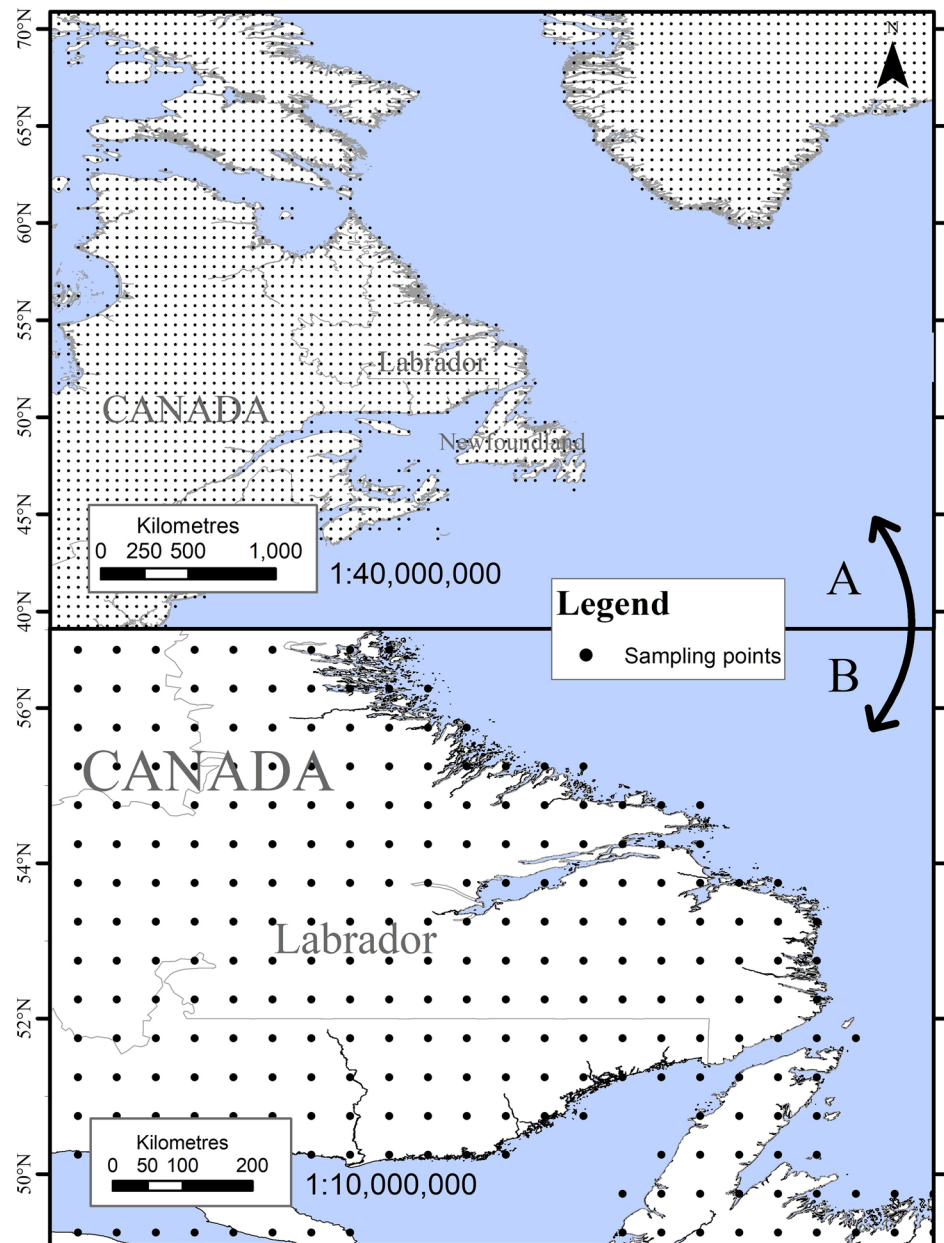 70°N
N
65°N
60°N
55°N
Labrador
CANADA
50°N
Newfoundland
45°N
Kilometres
0 250 500 1,000
1:40,000,000
A
40°N
Legend
Sampling points
B
56°N
CANADA
54°N
Labrador
52°N
Kilometres
0 50 100 200
1:10,000,000
50°N